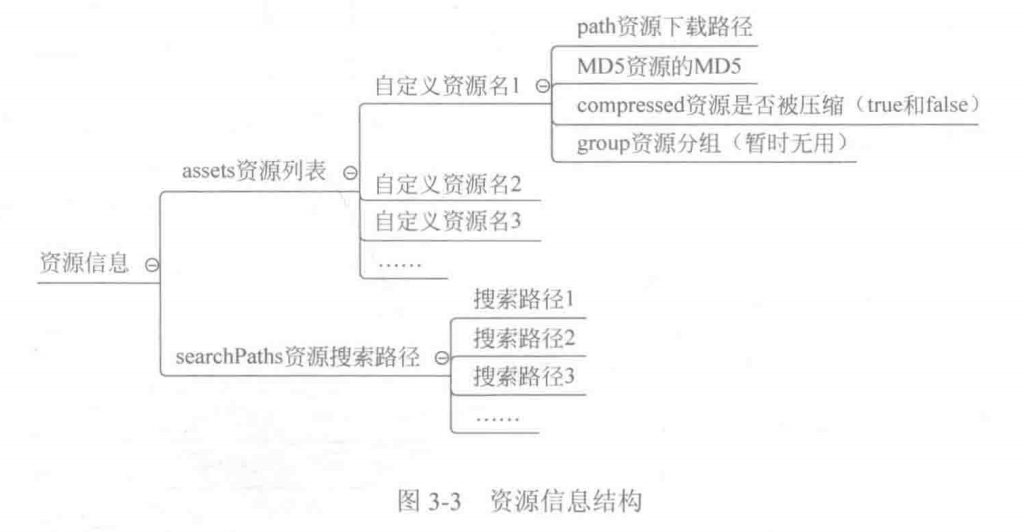 path资源下载路径
MD5资源的MD5
自定义资源名1
compressed资源是否被压缩（true和false）
group资源分组（暂时无用）
assets资源列表
自定义资源名2
自定义资源名3
……
资源信息
搜索路径1
搜索路径2
searchPaths资源搜索路径
搜索路径3
……
图 3-3 资源信息结构